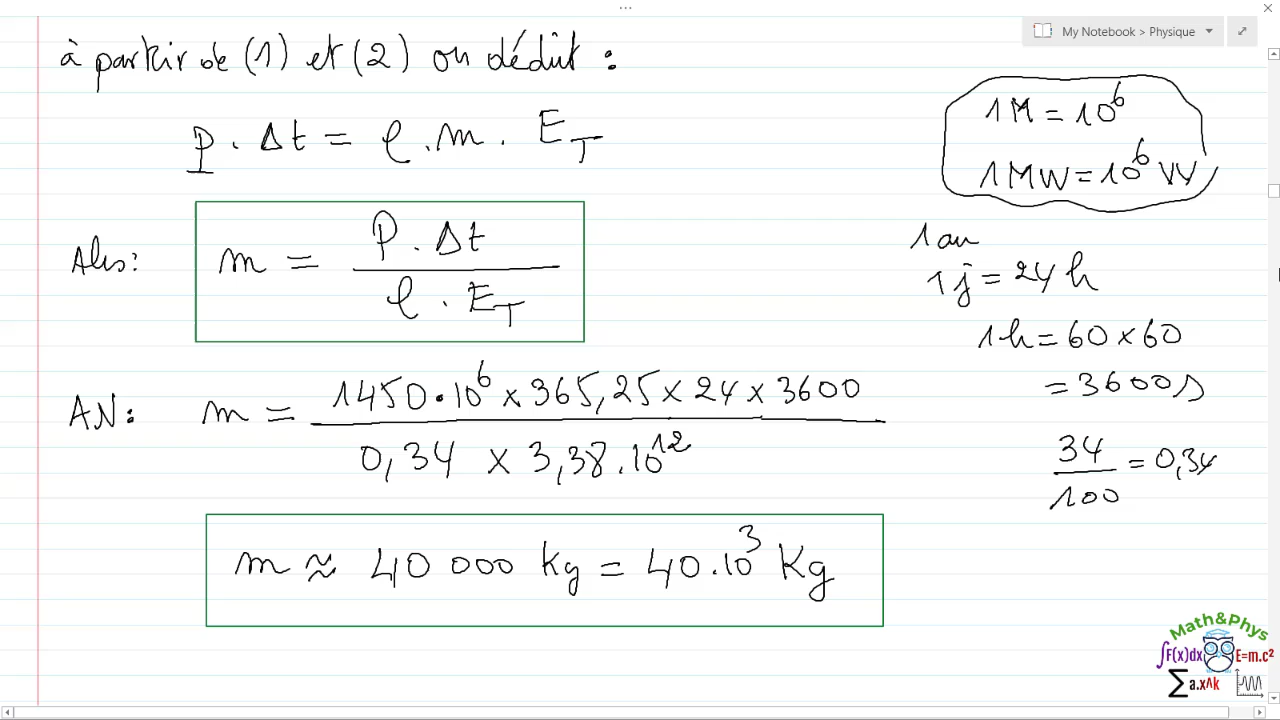 My Notebook > Physique
à partir de (1) et (2) on déduit :
P . Δt = ρ . m . E_T
1M = 10^6
1MW = 10^6 W
Alors: m = P . Δt / ρ . E_T
1 an
1j = 24 h
1h = 60 × 60
= 3600 s
AN: m = 1450 . 10^6 × 365,25 × 24 × 3600 / 0,34 × 3,38 . 10^12
34 / 100 = 0,34
m ≈ 40 000 kg = 40 . 10^3 Kg
Math&Phys
∫F(x)dx E=m.c²
∑ a.x^k